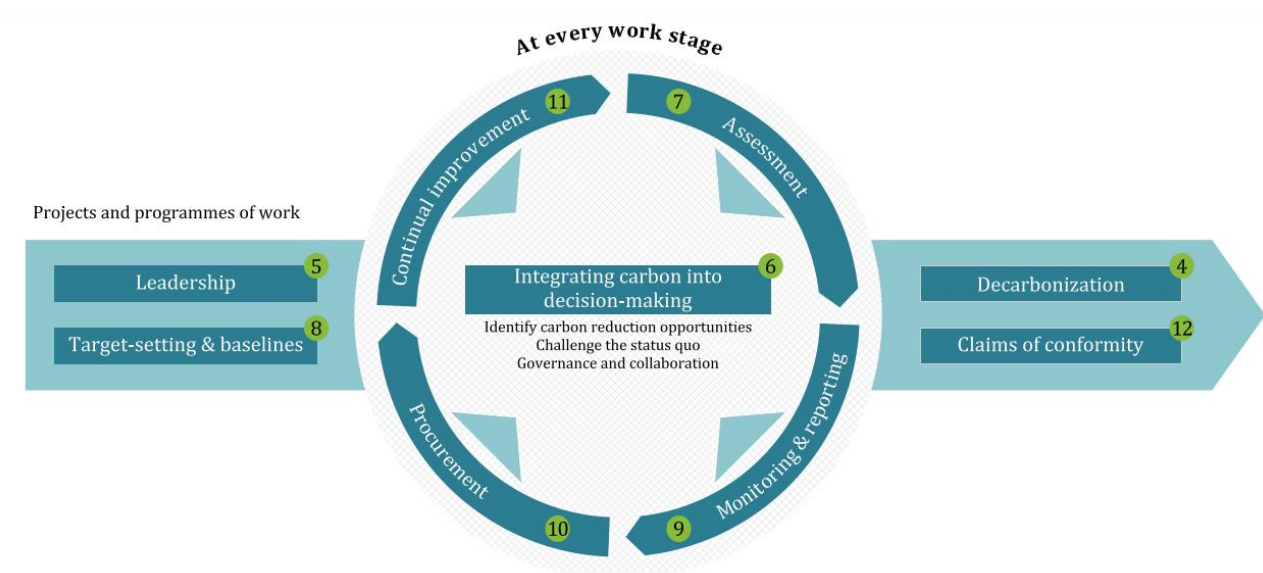 At every work stage
Projects and programmes of work
5
Leadership
8
Target-setting & baselines
11
Continual improvement
7
Assessment
6
Integrating carbon into
decision-making
Identify carbon reduction opportunities
Challenge the status quo
Governance and collaboration
10
Procurement
9
Monitoring & reporting
4
Decarbonization
12
Claims of conformity